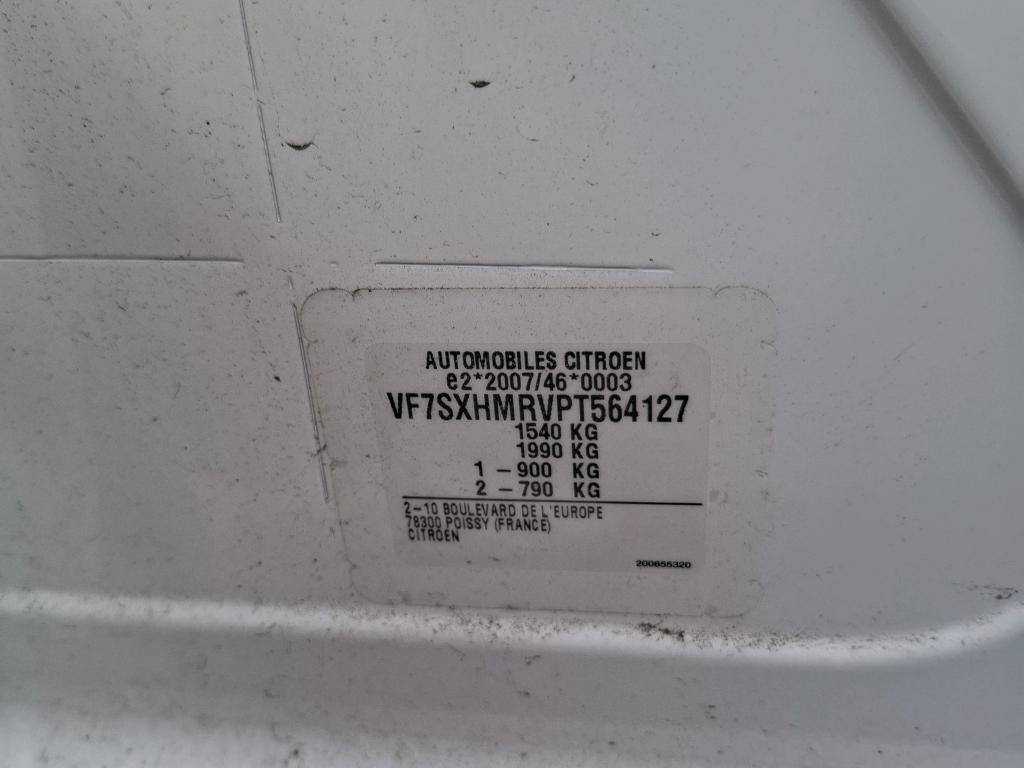 AUTOMOBILES CITROEN
e2*2007/46*0003
VF7SXHMRVPT564127
1540 KG
1990 KG
1 - 900 KG
2 - 790 KG
2-10 BOULEVARD DE L'EUROPE
78300 POISSY (FRANCE)
CITROEN
200655320